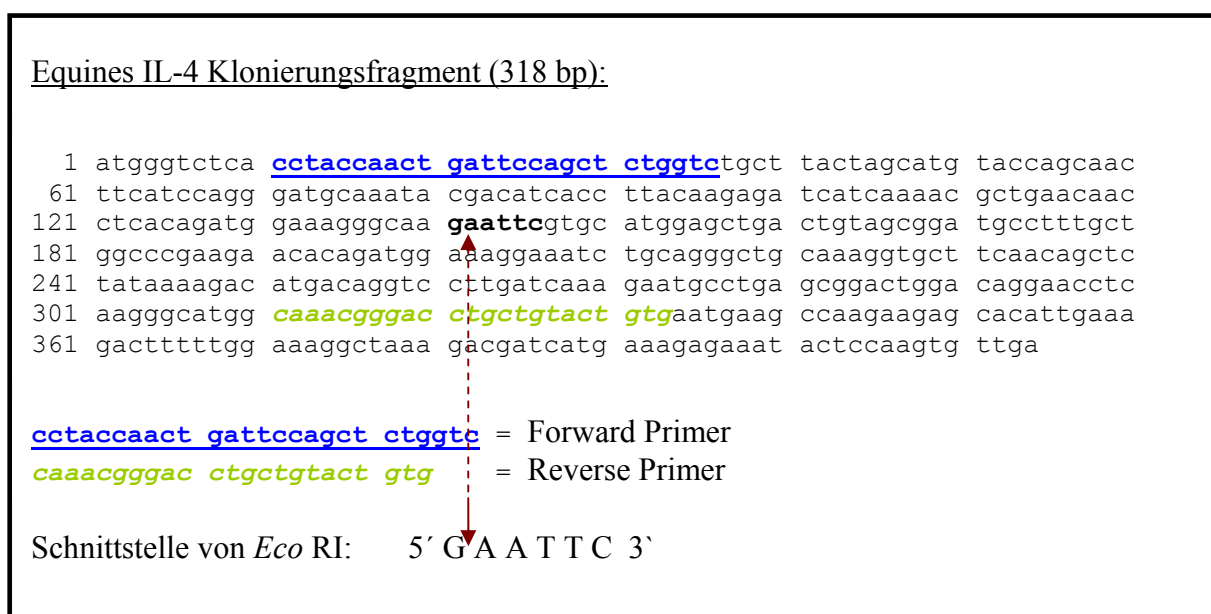 Equines IL-4 Klonierungsfragment (318 bp):
1 atgggtctca cctaccaact gattccagct ctggtctgct tactagcatg taccagcaac
61 ttcatccagg gatgcaaata cgacatcacc ttacaagaga tcatcaaaac gctgaacaac
121 ctcacagatg gaaagggcaa gaattcgtgc atggagctga ctgtagcgga tgcctttgct
181 ggcccgaaga acacagatgg aaaggaaatc tgcagggctg caaaggtgct tcaacagctc
241 tataaaagac atgacaggtc cttgatcaaa gaatgcctga gcggactgga caggaacctc
301 aagggcatgg caaacgggac ctgctgtact gtgaatgaag ccaagaagag cacattgaaa
361 gactttttgg aaaggctaaa gacgatcatg aaagagaaat actccaagtg ttga
cctaccaact gattccagct ctggtc = Forward Primer
caaacgggac ctgctgtact gtg = Reverse Primer
Schnittstelle von Eco RI: 5´ G A A T T C 3`